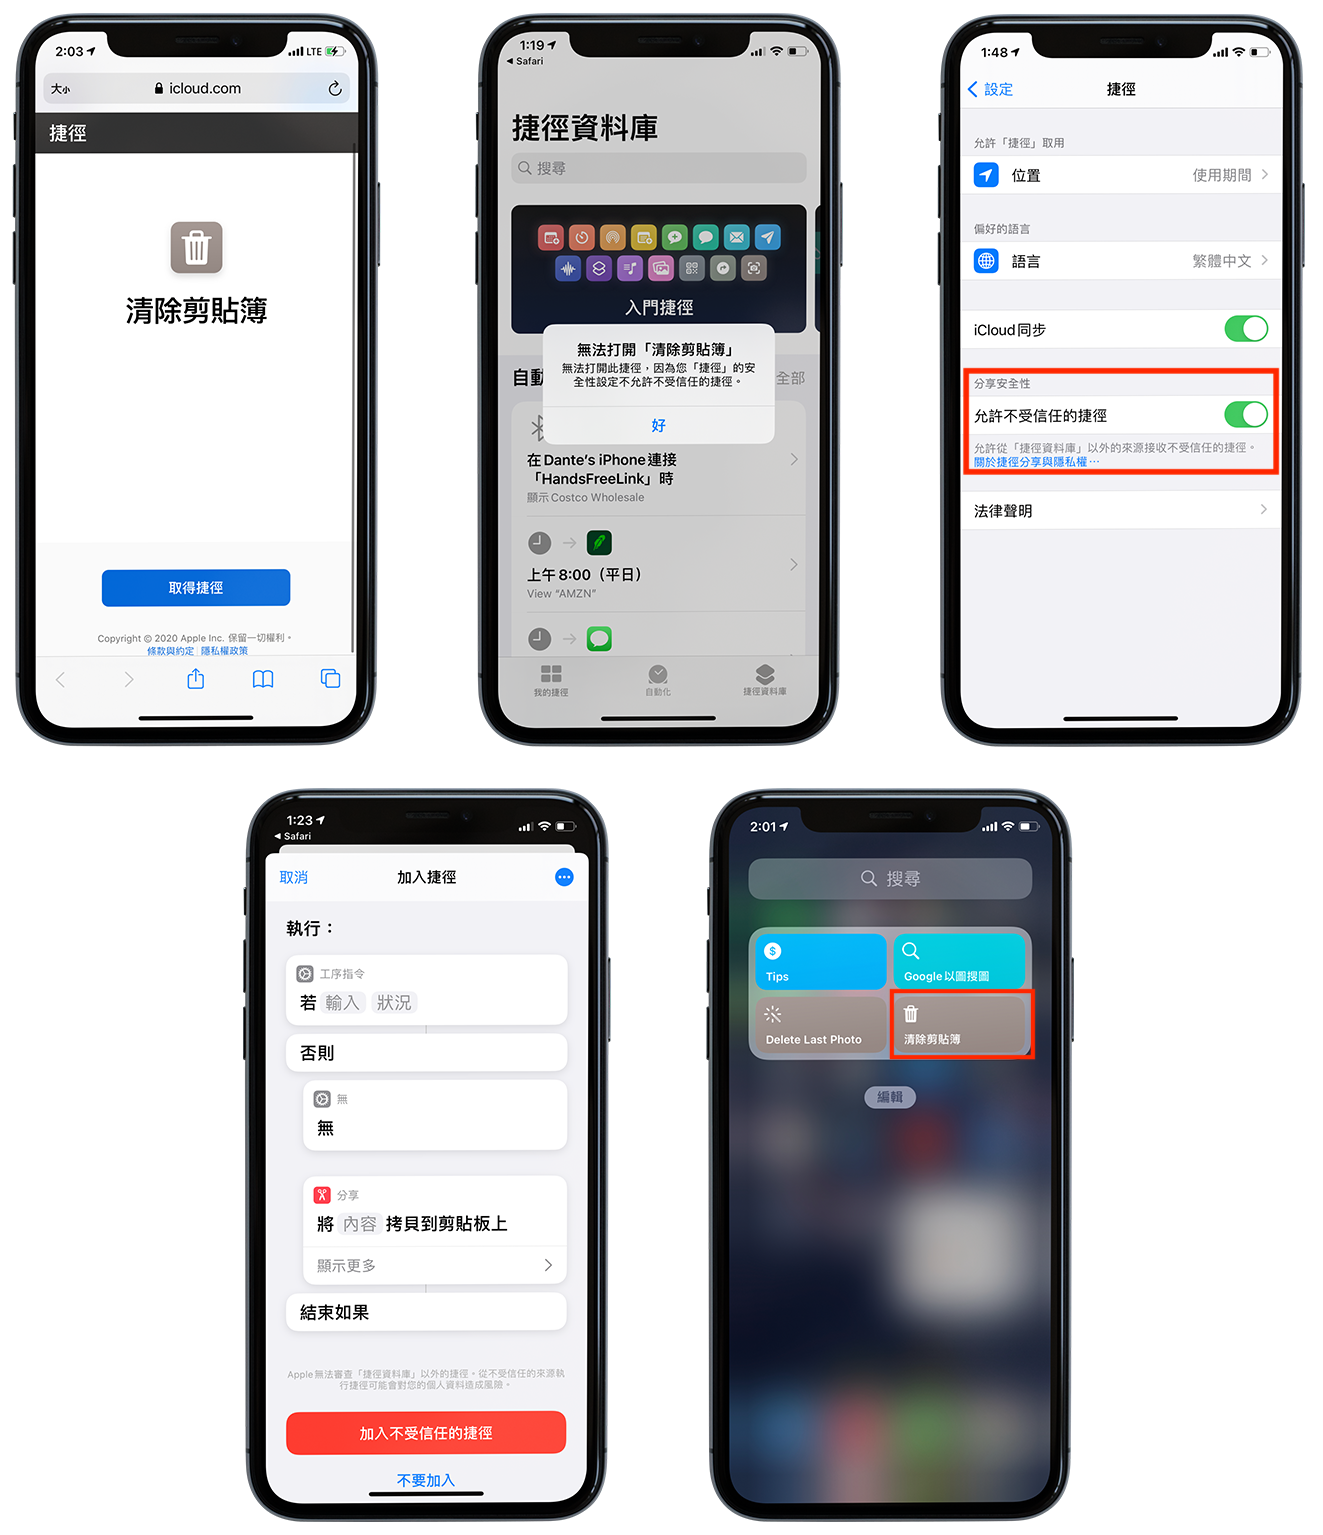 2:03
LTE
大小
icloud.com
捷徑
清除剪貼簿
取得捷徑
Copyright © 2020 Apple Inc. 保留一切權利。
條款與約定 隱私權政策
1:19
Safari
捷徑資料庫
搜尋
入門捷徑
無法打開「清除剪貼簿」
無法打開此捷徑，因為您「捷徑」的安
全性設定不允許不受信任的捷徑。
好
自動
全部
在 Dante's iPhone 連接
「HandsFreeLink」時
顯示 Costco Wholesale
上午 8:00（平日）
View “AMZN”
我的捷徑
自動化
捷徑資料庫
1:48
設定
捷徑
允許「捷徑」取用
位置
使用期間
偏好的語言
語言
繁體中文
iCloud 同步
分享安全性
允許不受信任的捷徑
允許從「捷徑資料庫」以外的來源接收不受信任的捷徑。
關於捷徑分享與隱私權…
法律聲明
1:23
Safari
取消
加入捷徑
執行：
工序指令
若 輸入 狀況
否則
無
無
分享
將 內容 拷貝到剪貼板上
顯示更多
結束如果
Apple 無法審查「捷徑資料庫」以外的捷徑。從不受信任的來源執
行捷徑可能會對您的個人資料造成風險。
加入不受信任的捷徑
不要加入
2:01
搜尋
Tips
Google 以圖搜圖
Delete Last Photo
清除剪貼簿
編輯